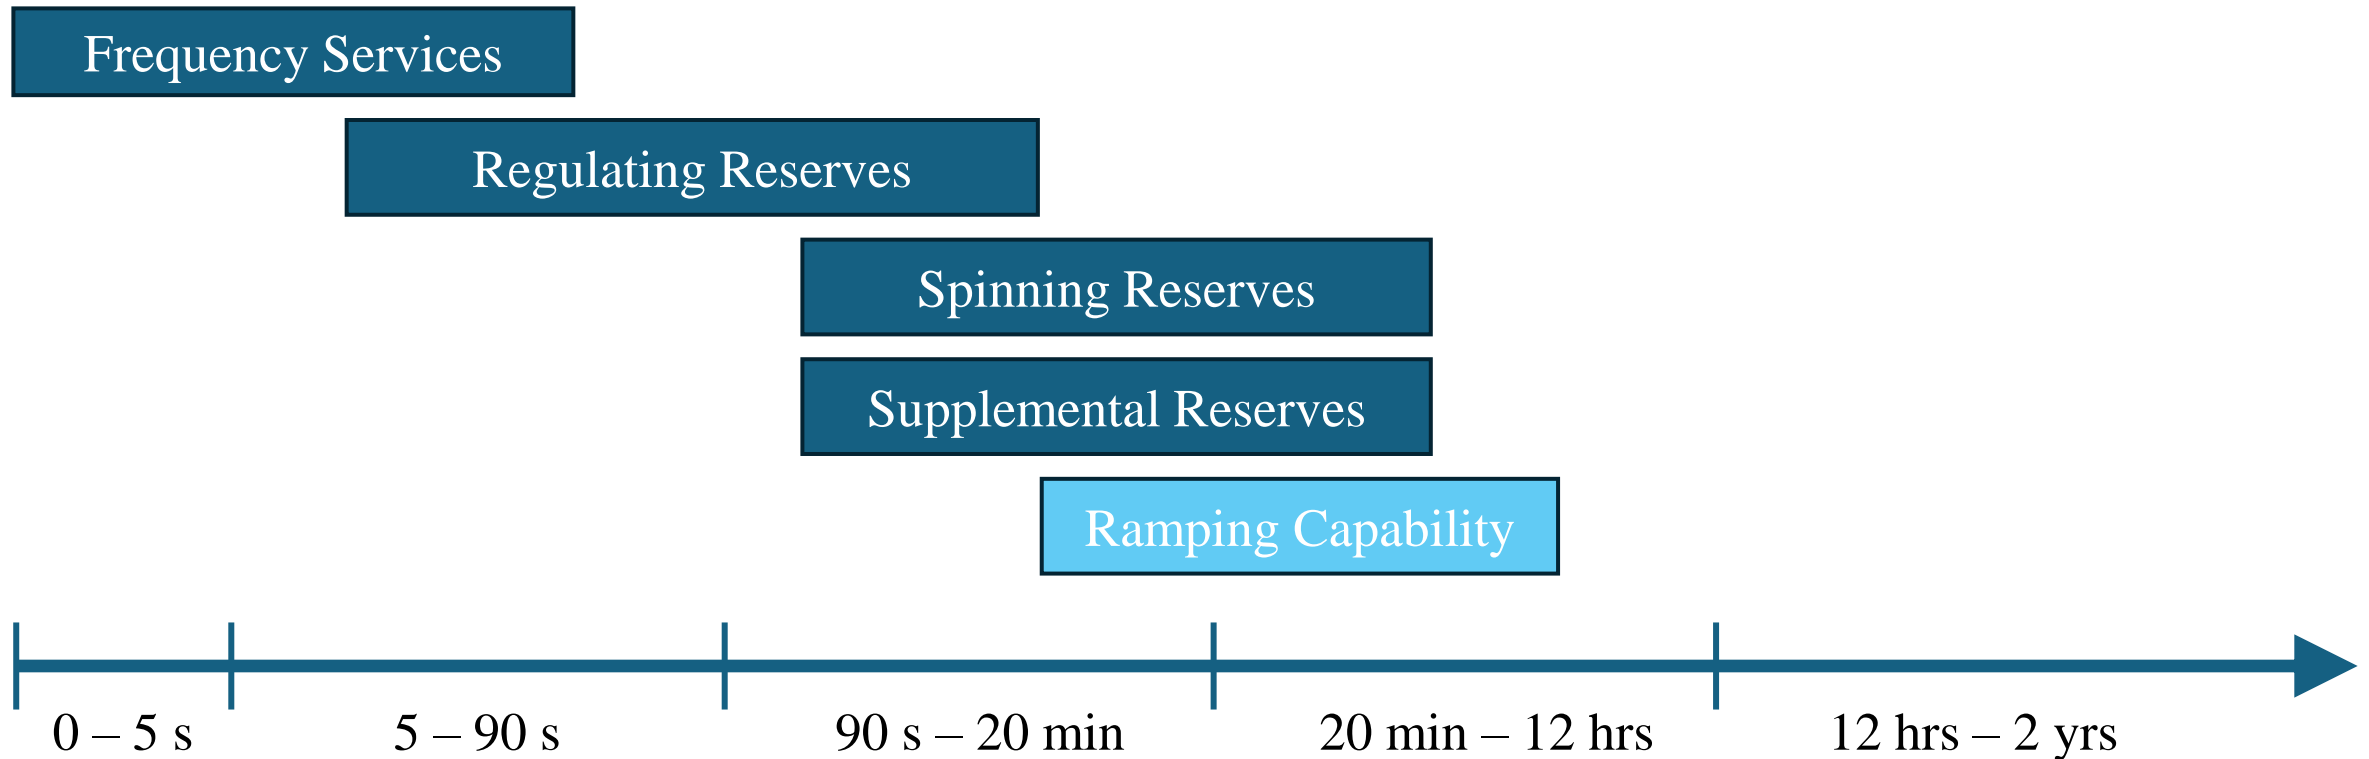 Frequency Services
Regulating Reserves
Spinning Reserves
Supplemental Reserves
Ramping Capability
0 – 5 s
5 – 90 s
90 s – 20 min
20 min – 12 hrs
12 hrs – 2 yrs